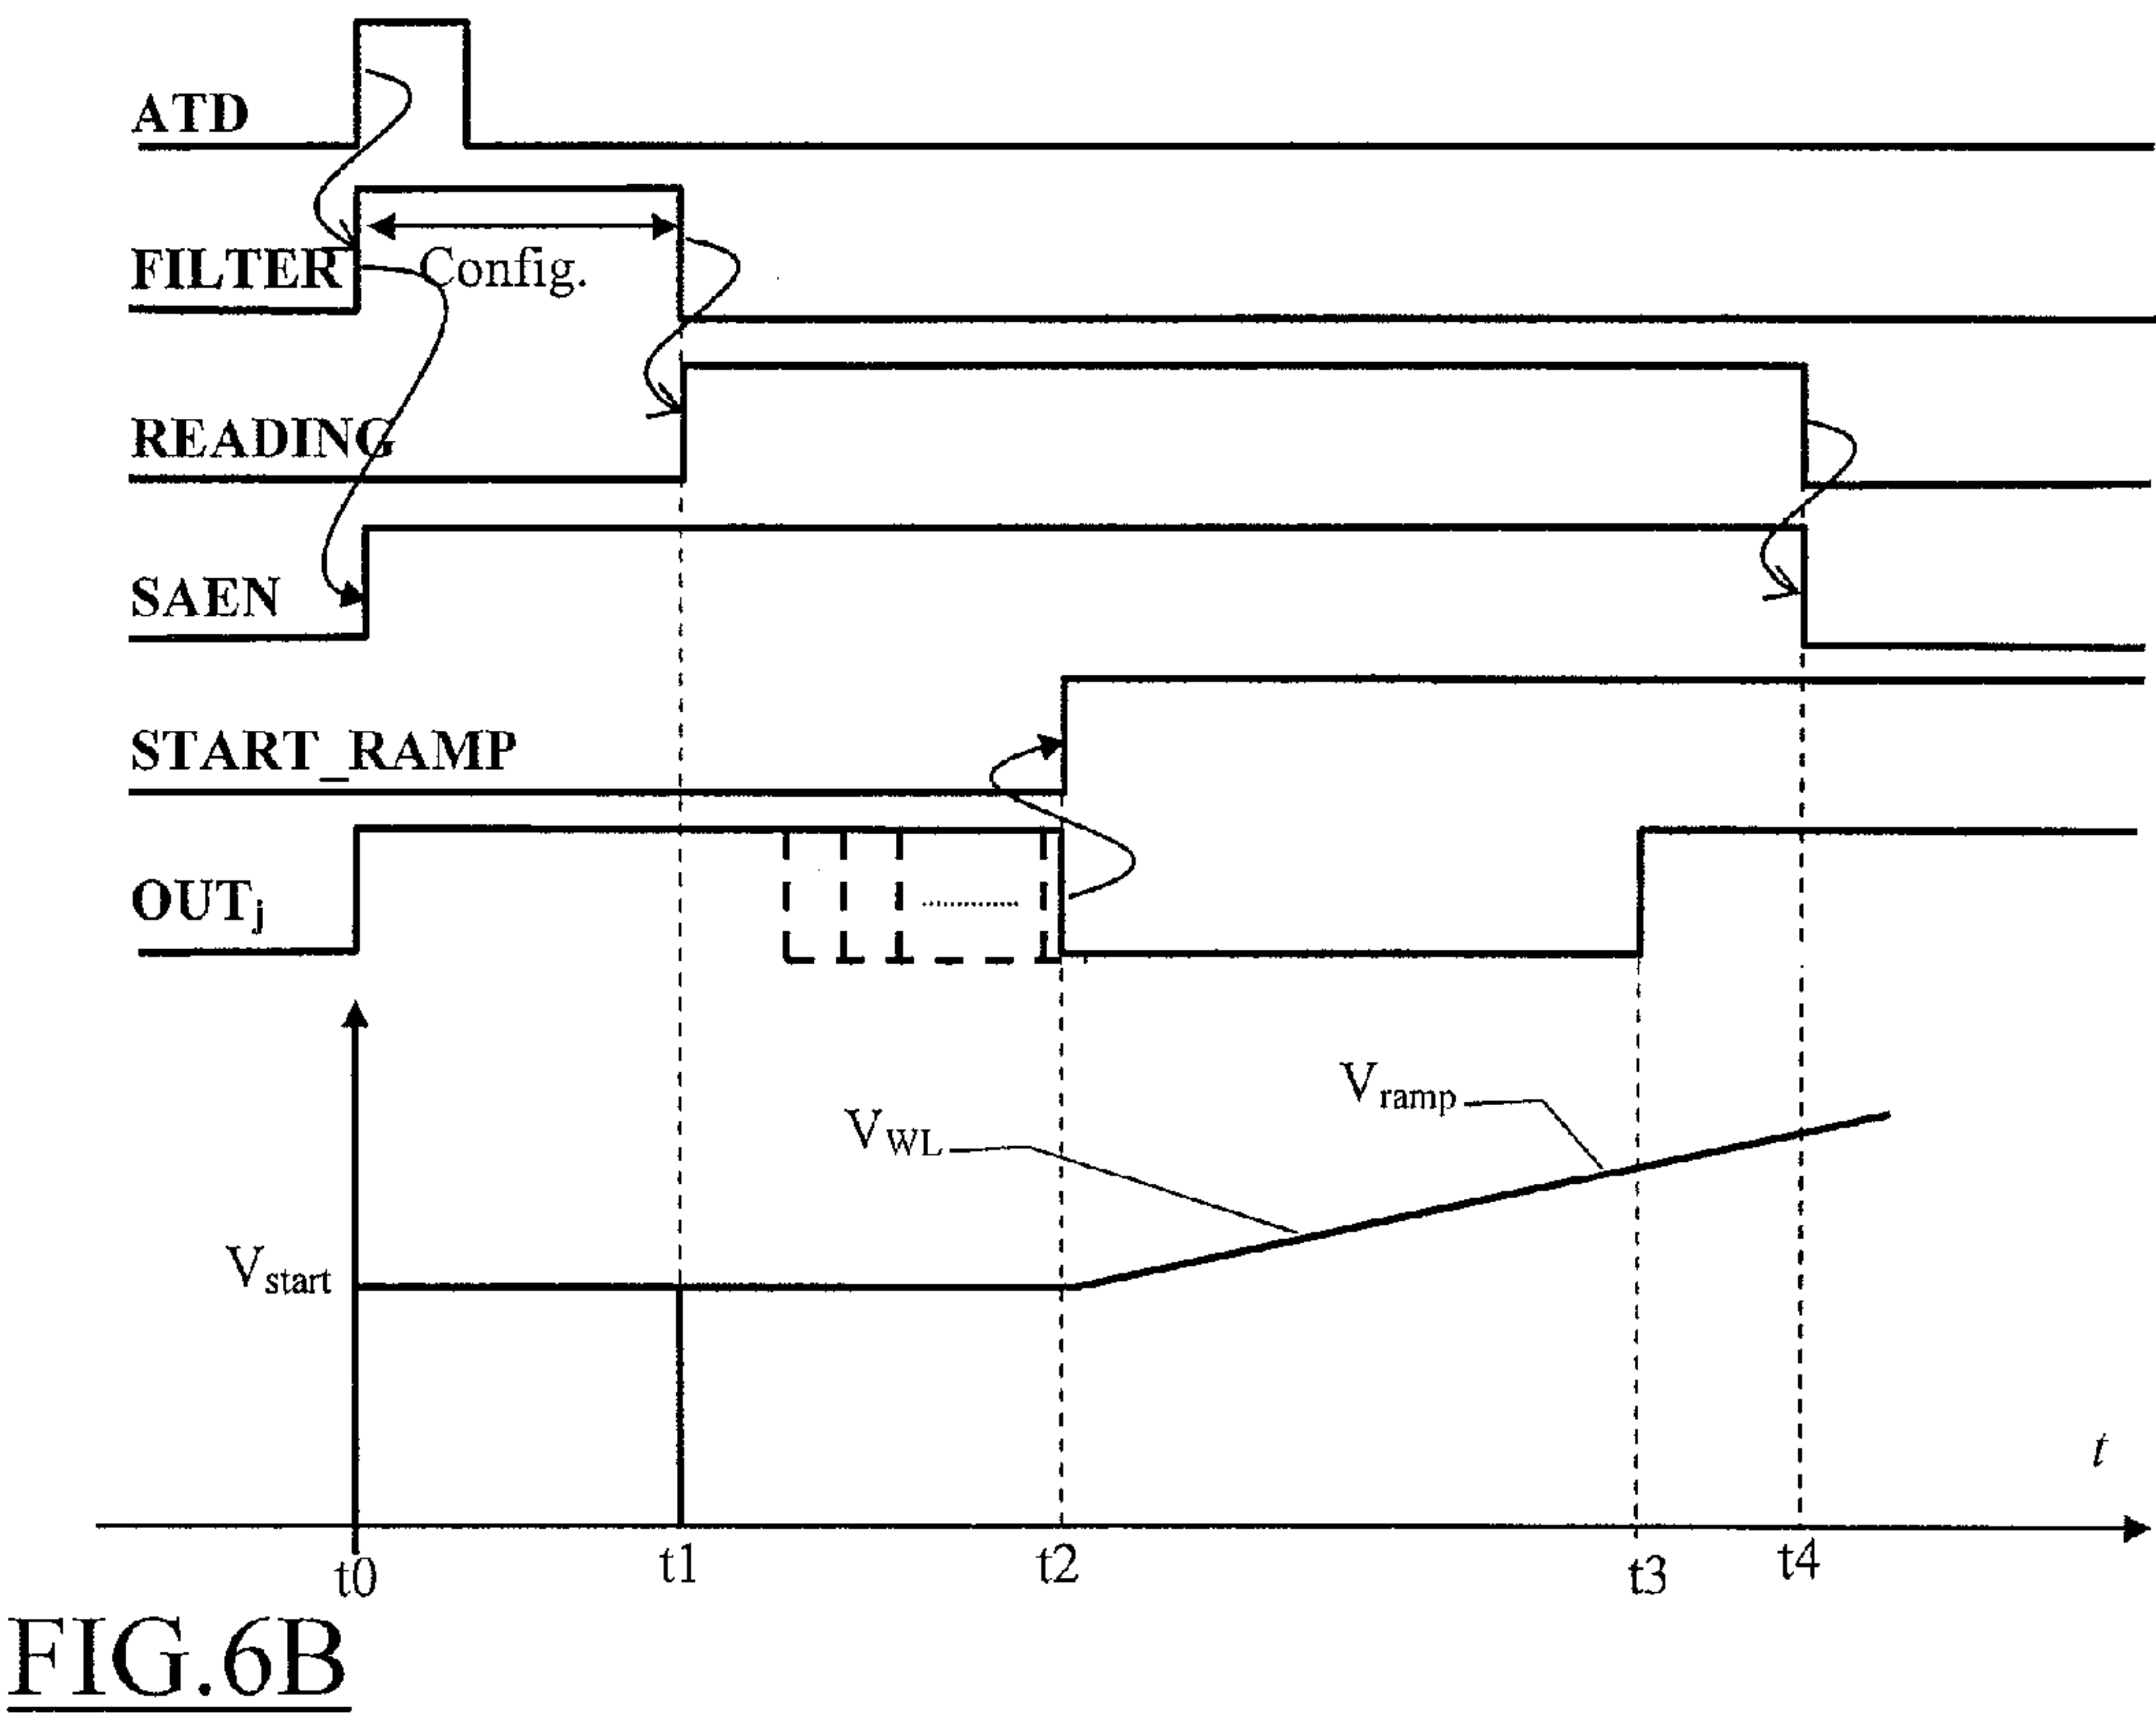 ATD
FILTER
Config.
READING
SAEN
START_RAMP
OUTj
Vramp
VWL
Vstart
t
t0 t1 t2 t3 t4
FIG.6B